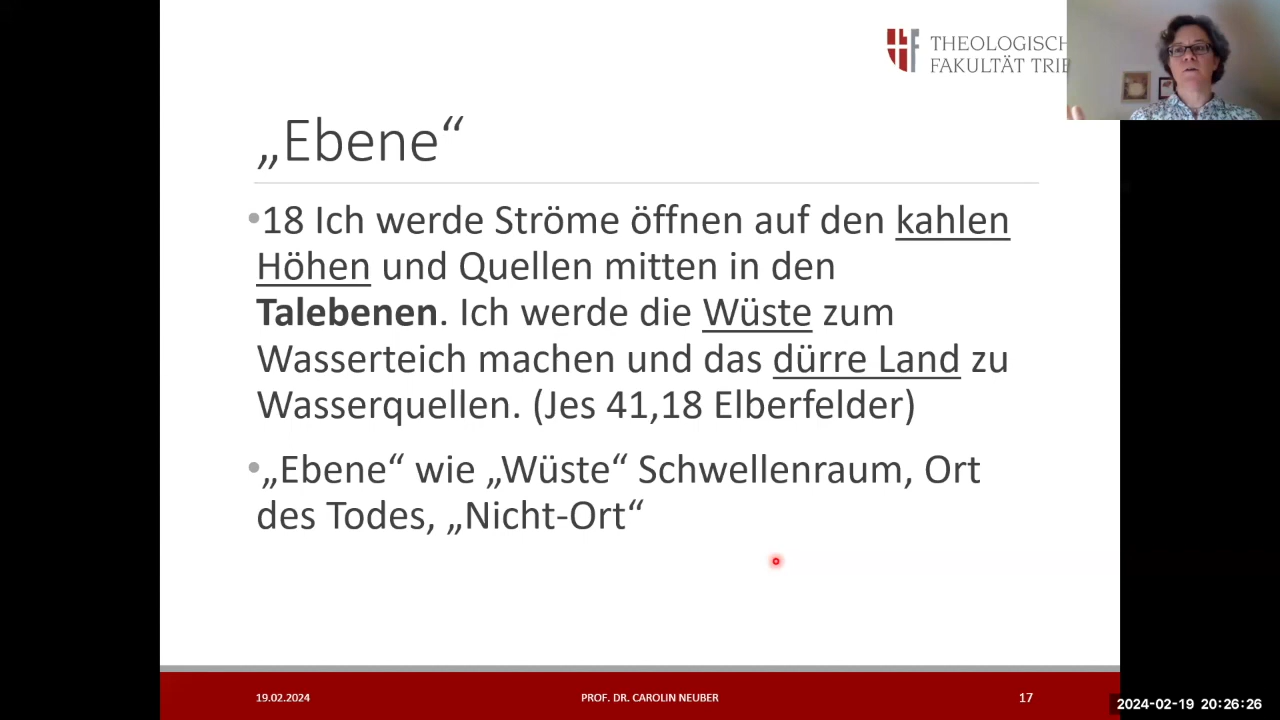 THEOLOGISCH
FAKULTÄT TRIE
„Ebene“
•18 Ich werde Ströme öffnen auf den kahlen
Höhen und Quellen mitten in den
Talebenen. Ich werde die Wüste zum
Wasserteich machen und das dürre Land zu
Wasserquellen. (Jes 41,18 Elberfelder)
•„Ebene“ wie „Wüste“ Schwellenraum, Ort
des Todes, „Nicht-Ort“
19.02.2024 PROF. DR. CAROLIN NEUBER 17
2024-02-19 20:26:26